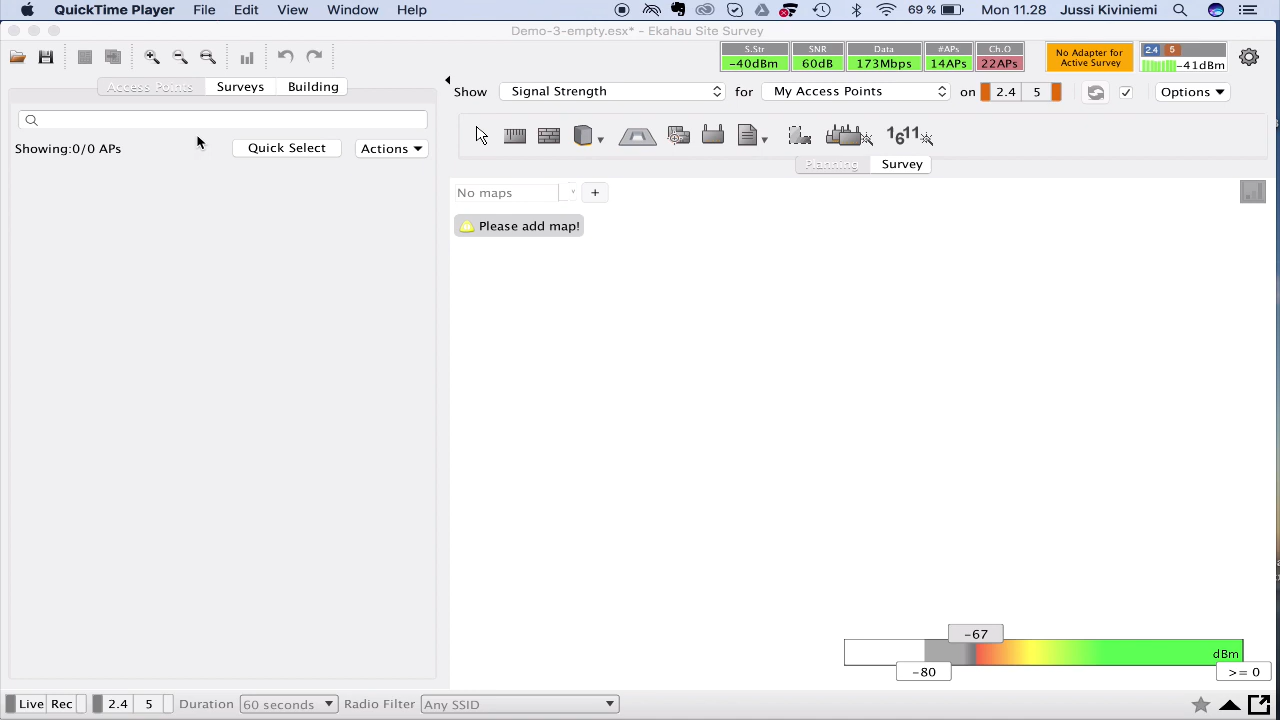 QuickTime Player File Edit View Window Help 69 % Mon 11.28 Jussi Kiviniemi
Demo-3-empty.esx* - Ekahau Site Survey
S.Str SNR Data #APs Ch.O
-40dBm 60dB 173Mbps 14APs 22APs
No Adapter for
Active Survey
2.4 5
-41dBm
Access Points Surveys Building
Show Signal Strength for My Access Points on 2.4 5 Options
Showing:0/0 APs Quick Select Actions
1 6 11
Planning Survey
No maps +
Please add map!
-67
dBm
-80 >= 0
Live Rec 2.4 5 Duration 60 seconds Radio Filter Any SSID